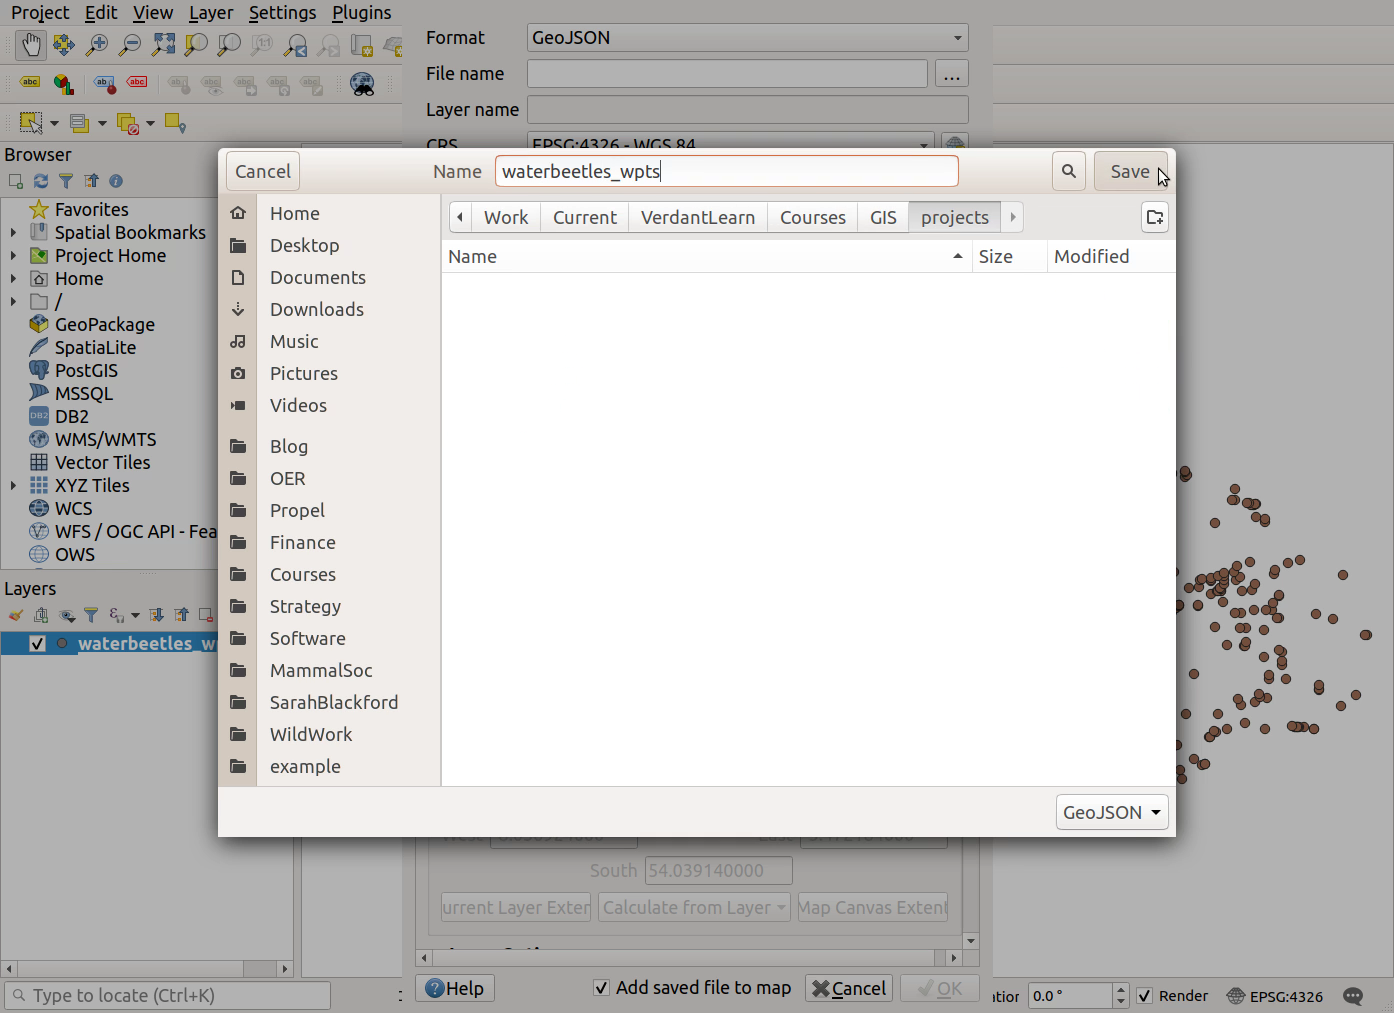 Project Edit View Layer Settings Plugins
Format GeoJSON
File name ...
Layer name
CRS EPSG:4326 - WGS 84
abc abc abc
Browser
Favorites
Spatial Bookmarks
Project Home
Home
/
GeoPackage
SpatiaLite
PostGIS
MSSQL
DB2 DB2
WMS/WMTS
Vector Tiles
XYZ Tiles
WCS
WFS / OGC API - Fea
OWS
Layers
waterbeetles_w
Cancel Name waterbeetles_wpts Save
Work Current VerdantLearn Courses GIS projects
Name Size Modified
Home
Desktop
Documents
Downloads
Music
Pictures
Videos
Blog
OER
Propel
Finance
Courses
Strategy
Software
MammalSoc
SarahBlackford
WildWork
example
GeoJSON
South 54.039140000
urrent Layer Exter Calculate from Layer Map Canvas Extent
Help Add saved file to map Cancel OK
Type to locate (Ctrl+K) 0.0 ° Render EPSG:4326